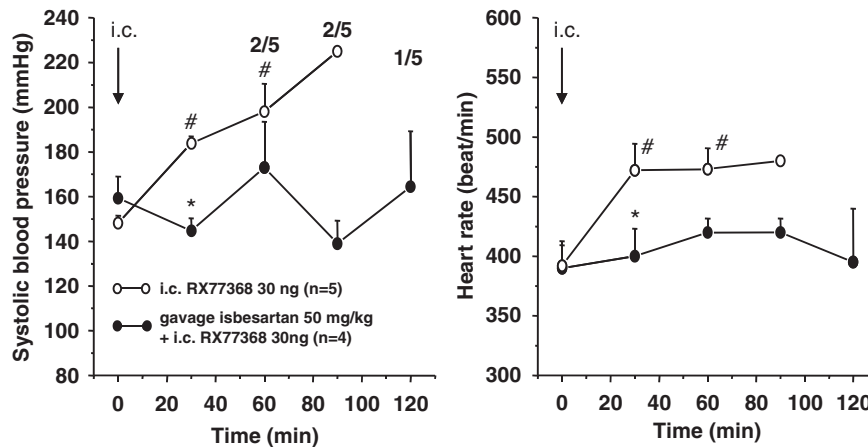 i.c.
2/5
2/5
1/5
#
#
*
240
220
200
180
160
140
120
100
80
Systolic blood pressure (mmHg)
i.c. RX77368 30 ng (n=5)
gavage isbesartan 50 mg/kg
+ i.c. RX77368 30ng (n=4)
0 20 40 60 80 100 120
Time (min)
i.c.
#
#
*
600
550
500
450
400
350
300
Heart rate (beat/min)
0 20 40 60 80 100 120
Time (min)